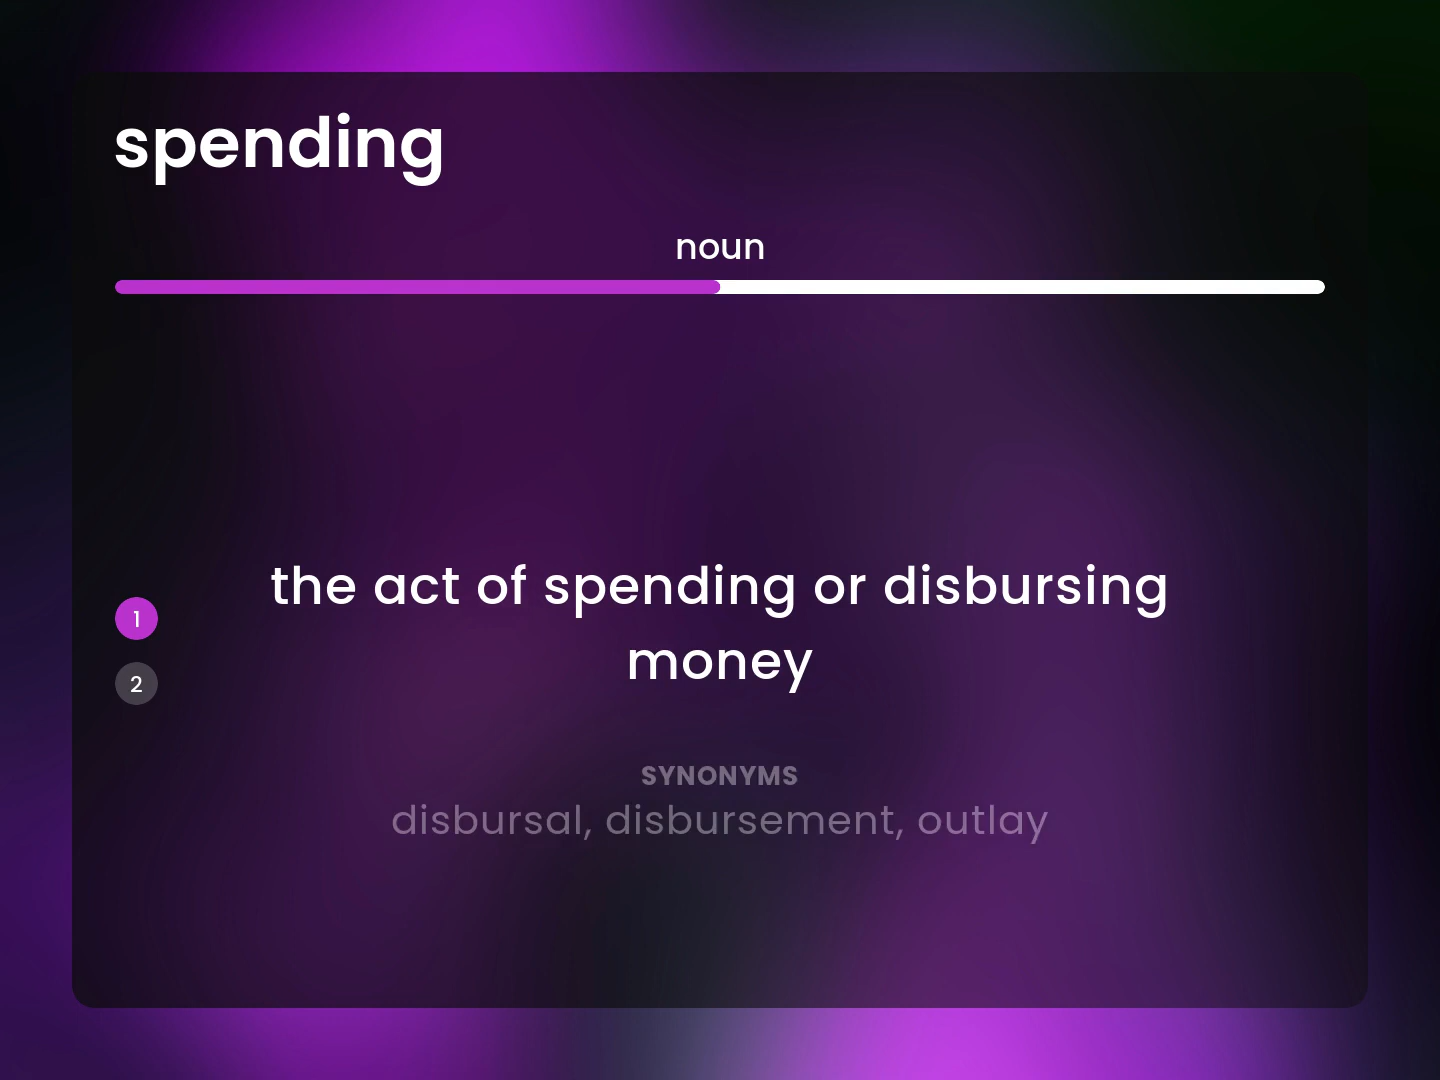 spending
noun
the act of spending or disbursing
money
1
2
SYNONYMS
disbursal, disbursement, outlay